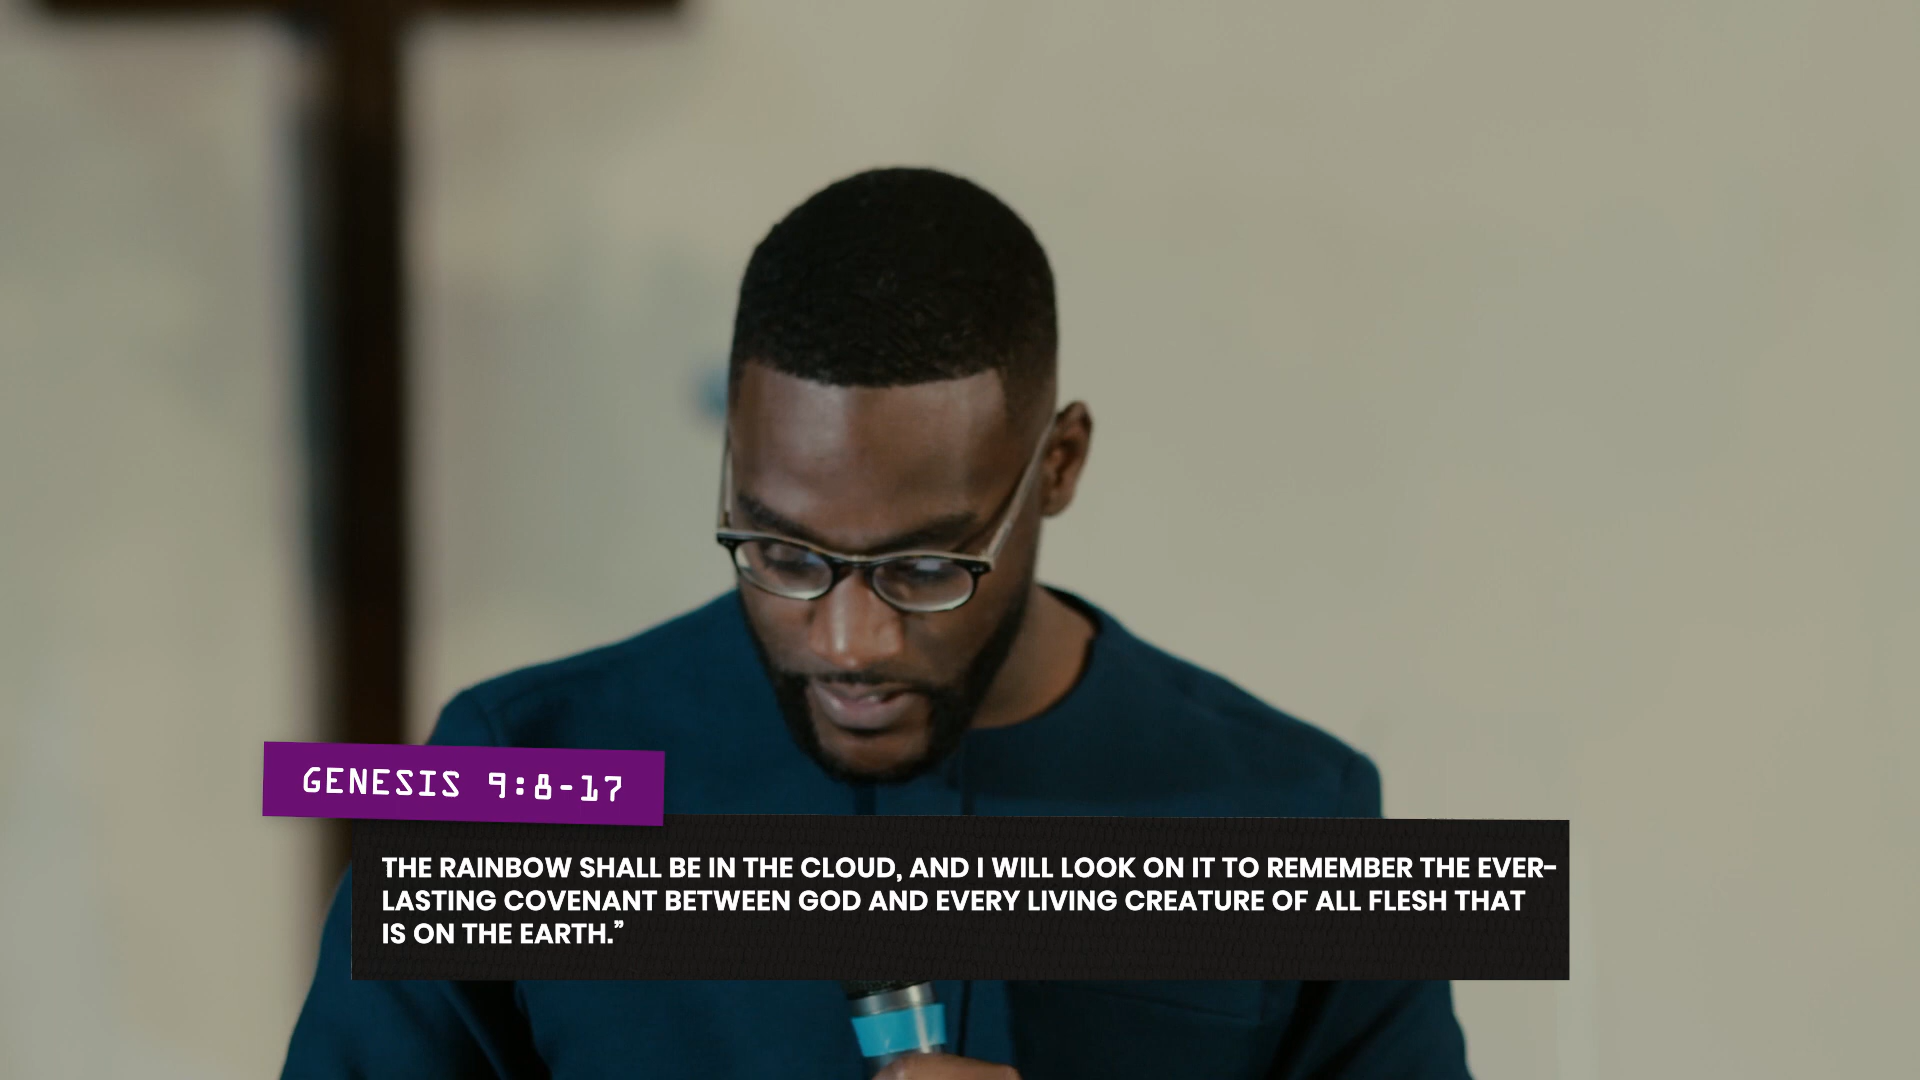 GENESIS 9:8-17
THE RAINBOW SHALL BE IN THE CLOUD, AND I WILL LOOK ON IT TO REMEMBER THE EVER-
LASTING COVENANT BETWEEN GOD AND EVERY LIVING CREATURE OF ALL FLESH THAT
IS ON THE EARTH.”